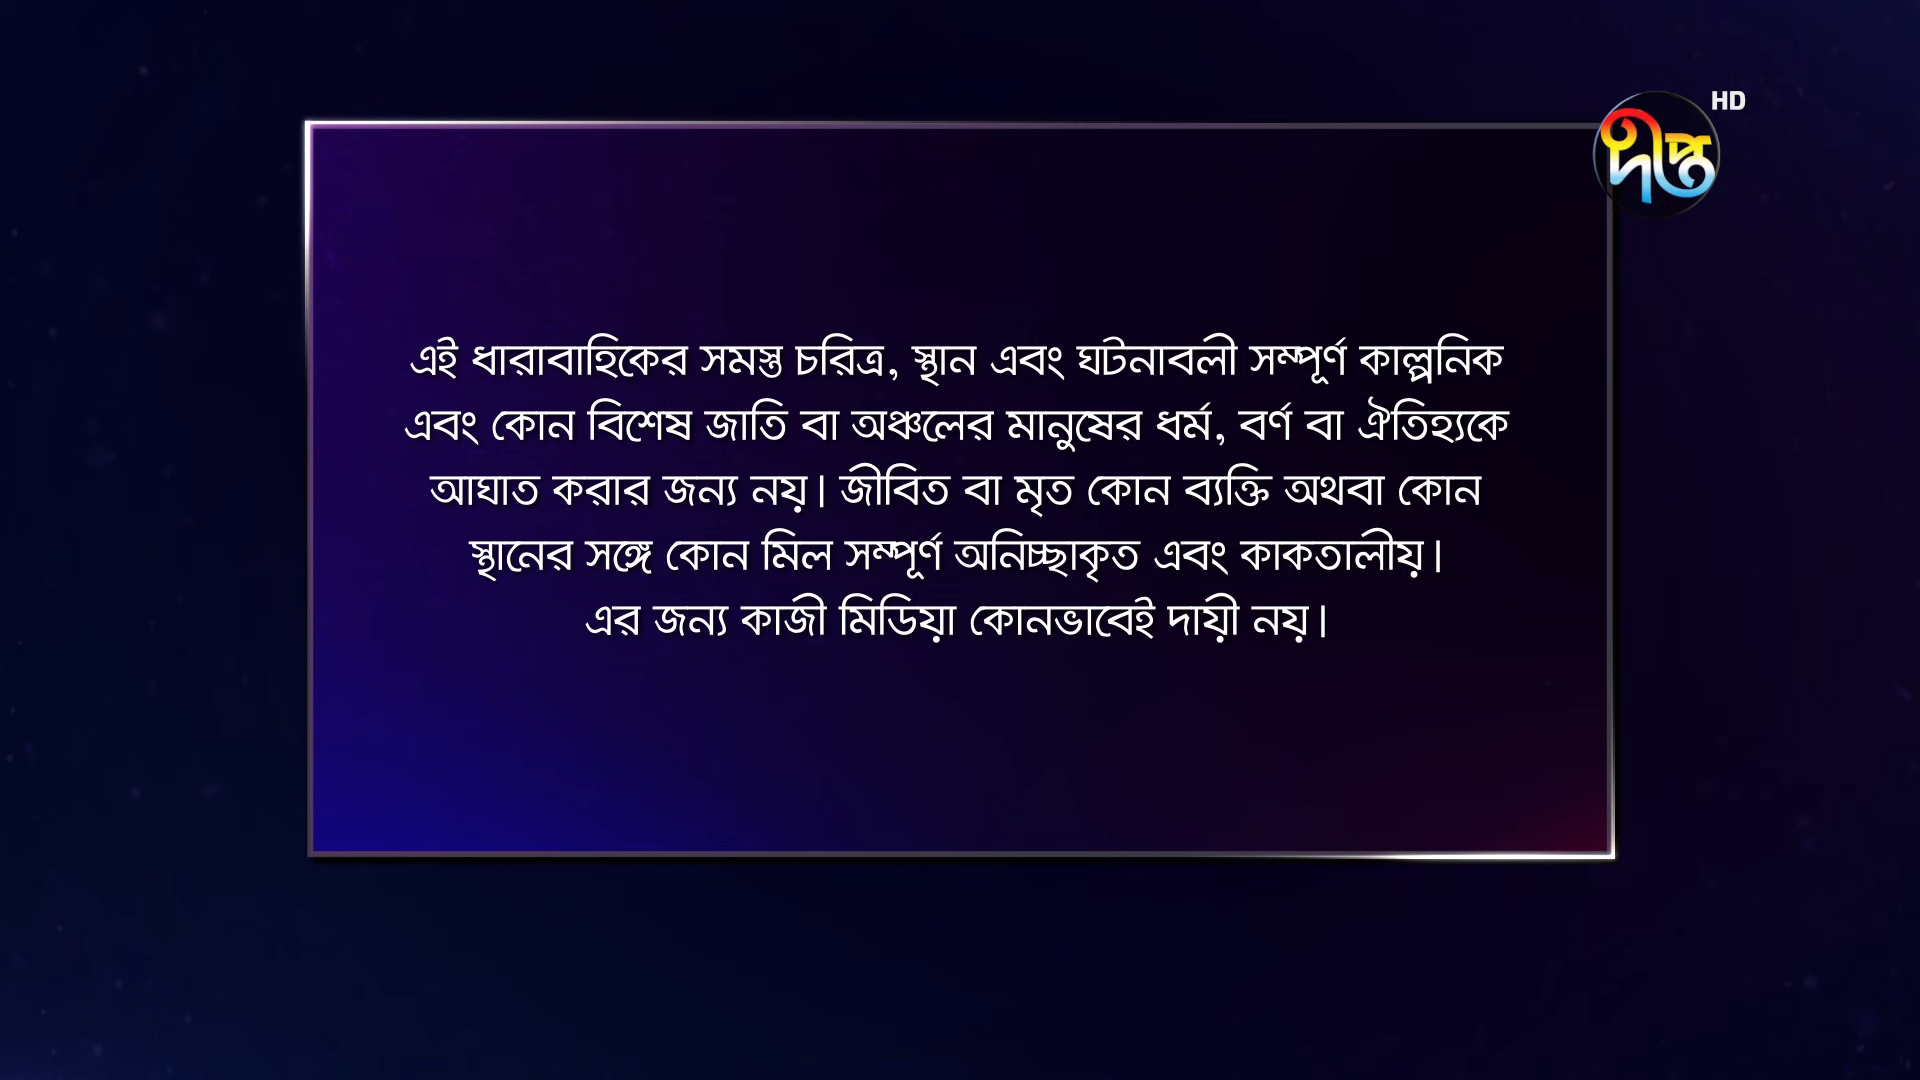 HD
দীপ্ত
এই ধারাবাহিকের সমস্ত চরিত্র, স্থান এবং ঘটনাবলী সম্পূর্ণ কাল্পনিক
এবং কোন বিশেষ জাতি বা অঞ্চলের মানুষের ধর্ম, বর্ণ বা ঐতিহ্যকে
আঘাত করার জন্য নয়। জীবিত বা মৃত কোন ব্যক্তি অথবা কোন
স্থানের সঙ্গে কোন মিল সম্পূর্ণ অনিচ্ছাকৃত এবং কাকতালীয়।
এর জন্য কাজী মিডিয়া কোনভাবেই দায়ী নয়।